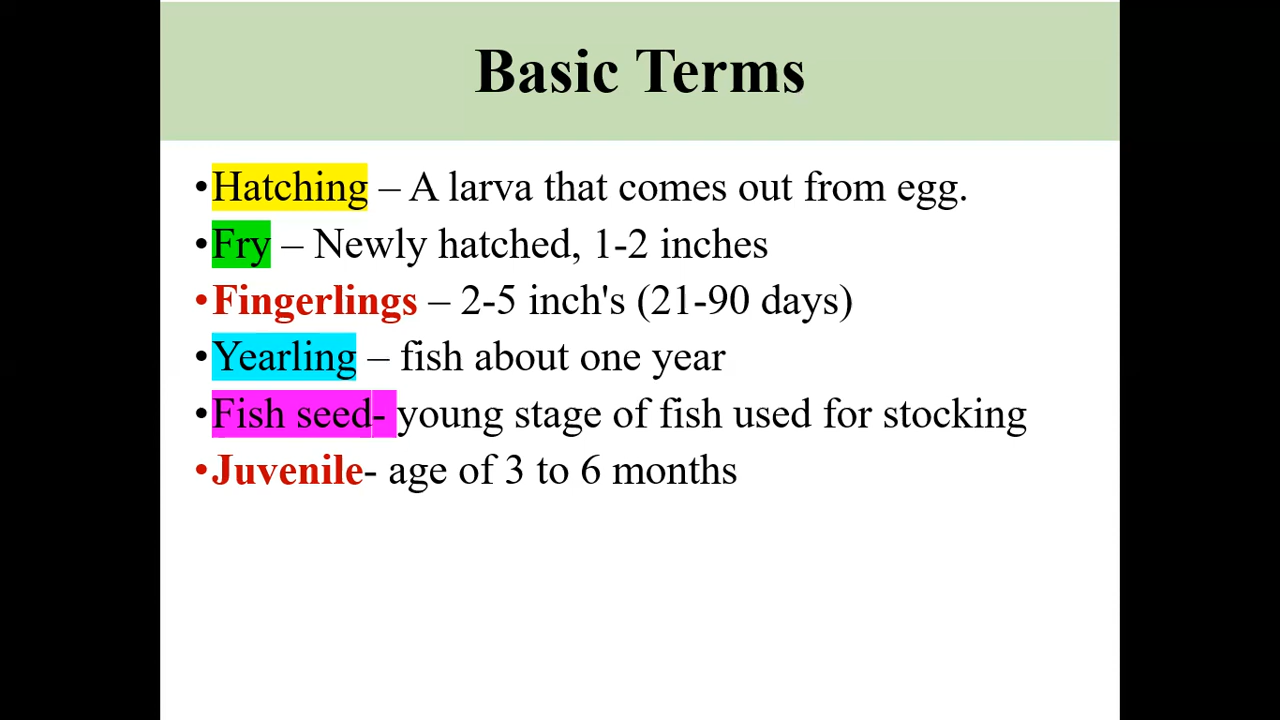 Basic Terms
•Hatching – A larva that comes out from egg.
•Fry – Newly hatched, 1-2 inches
•Fingerlings – 2-5 inch's (21-90 days)
•Yearling – fish about one year
•Fish seed- young stage of fish used for stocking
•Juvenile- age of 3 to 6 months